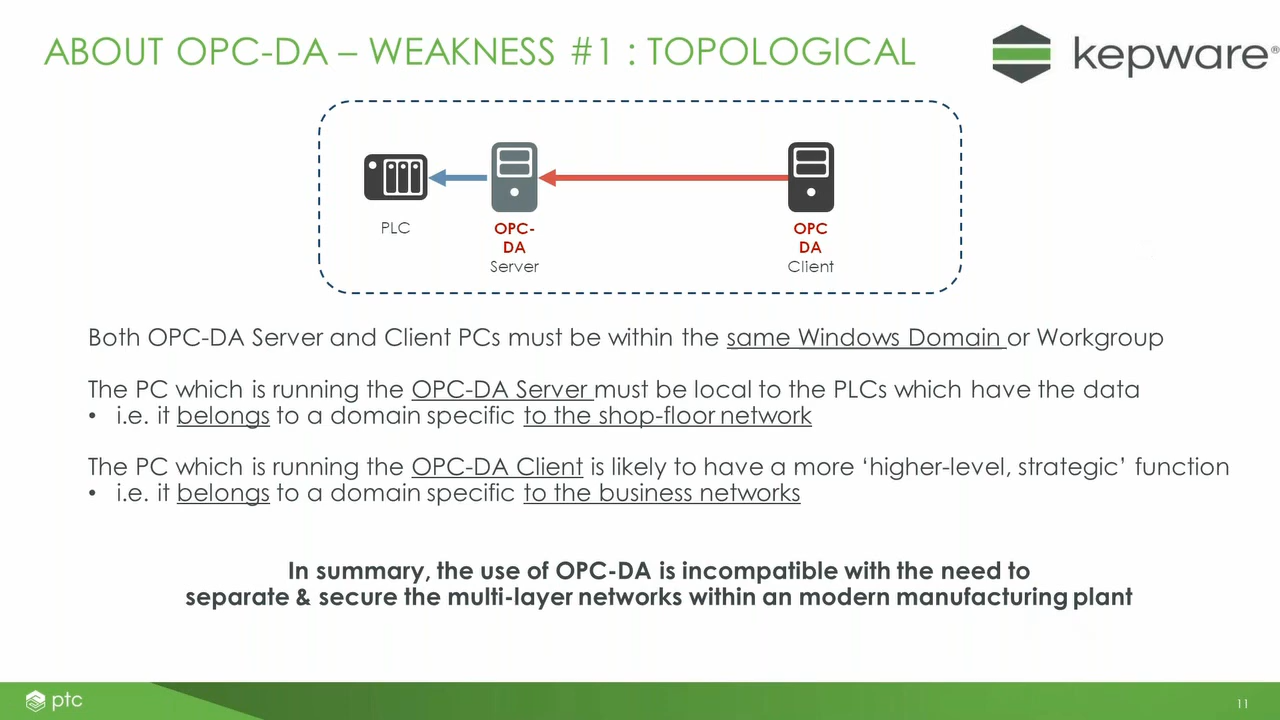 ABOUT OPC-DA – WEAKNESS #1 : TOPOLOGICAL
kepware®
PLC
OPC-
DA
Server
OPC
DA
Client
Both OPC-DA Server and Client PCs must be within the same Windows Domain or Workgroup
The PC which is running the OPC-DA Server must be local to the PLCs which have the data
• i.e. it belongs to a domain specific to the shop-floor network
The PC which is running the OPC-DA Client is likely to have a more ‘higher-level, strategic’ function
• i.e. it belongs to a domain specific to the business networks
In summary, the use of OPC-DA is incompatible with the need to
separate & secure the multi-layer networks within an modern manufacturing plant
ptc
11